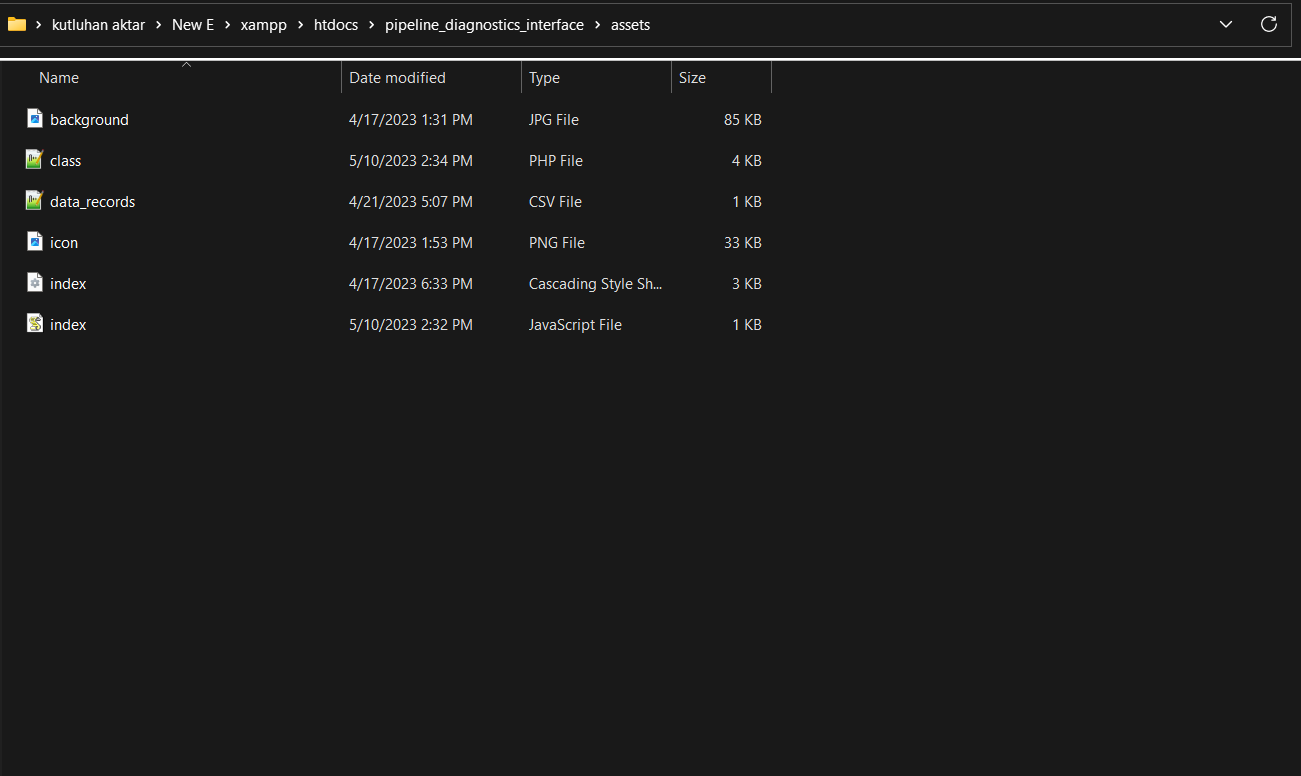 kutluhan aktar New E xampp htdocs pipeline_diagnostics_interface assets
Name Date modified Type Size
background 4/17/2023 1:31 PM JPG File 85 KB
class 5/10/2023 2:34 PM PHP File 4 KB
data_records 4/21/2023 5:07 PM CSV File 1 KB
icon 4/17/2023 1:53 PM PNG File 33 KB
index 4/17/2023 6:33 PM Cascading Style Sh... 3 KB
index 5/10/2023 2:32 PM JavaScript File 1 KB